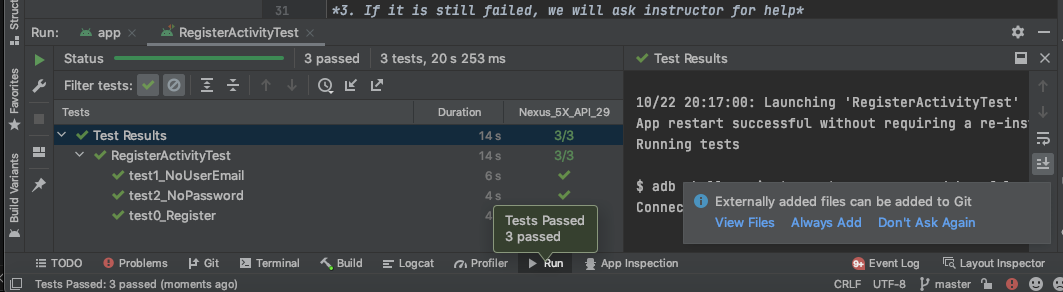 31 *3. If it is still failed, we will ask instructor for help*
Run: app RegisterActivityTest
Status 3 passed 3 tests, 20 s 253 ms
Test Results
Filter tests:
Tests Duration Nexus_5X_API_29
Test Results 14 s 3/3
RegisterActivityTest 14 s 3/3
test1_NoUserEmail 6 s
test2_NoPassword 4 s
test0_Register 4
Tests Passed
3 passed
10/22 20:17:00: Launching 'RegisterActivityTest'
App restart successful without requiring a re-ins
Running tests
$ adb
Connec
Externally added files can be added to Git
View Files Always Add Don't Ask Again
Favorites
Build Variants
TODO Problems Git Terminal Build Logcat Profiler Run App Inspection 9+ Event Log Layout Inspector
Tests Passed: 3 passed (moments ago) CRLF UTF-8 master